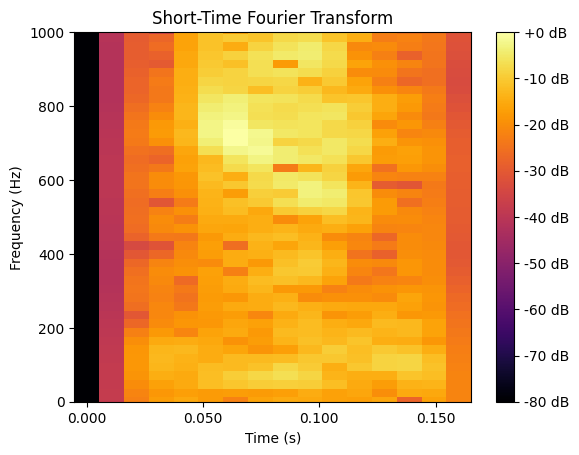 Short-Time Fourier Transform
1000
800
600
400
200
0
Frequency (Hz)
0.000
0.050
0.100
0.150
Time (s)
+0 dB
-10 dB
-20 dB
-30 dB
-40 dB
-50 dB
-60 dB
-70 dB
-80 dB